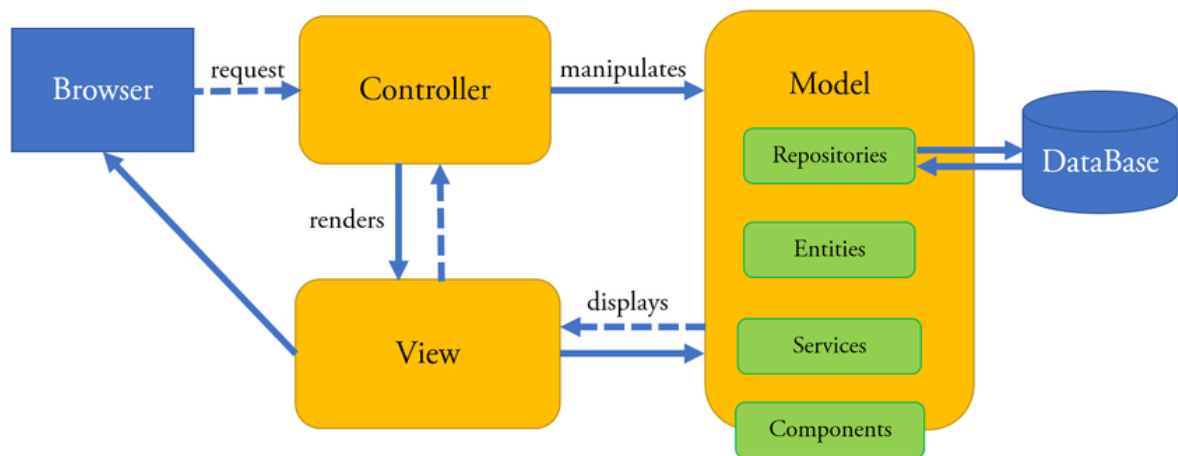 Browser
request
Controller
manipulates
Model
Repositories
DataBase
renders
Entities
displays
View
Services
Components